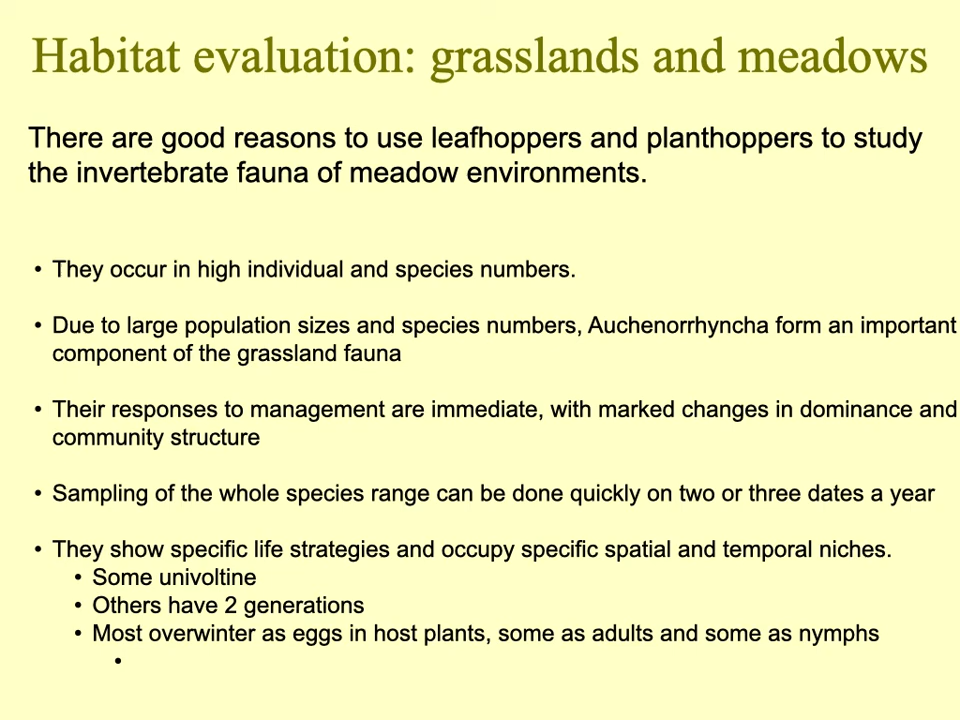 Habitat evaluation: grasslands and meadows
There are good reasons to use leafhoppers and planthoppers to study
the invertebrate fauna of meadow environments.
• They occur in high individual and species numbers.
• Due to large population sizes and species numbers, Auchenorrhyncha form an important
component of the grassland fauna
• Their responses to management are immediate, with marked changes in dominance and
community structure
• Sampling of the whole species range can be done quickly on two or three dates a year
• They show specific life strategies and occupy specific spatial and temporal niches.
• Some univoltine
• Others have 2 generations
• Most overwinter as eggs in host plants, some as adults and some as nymphs
•